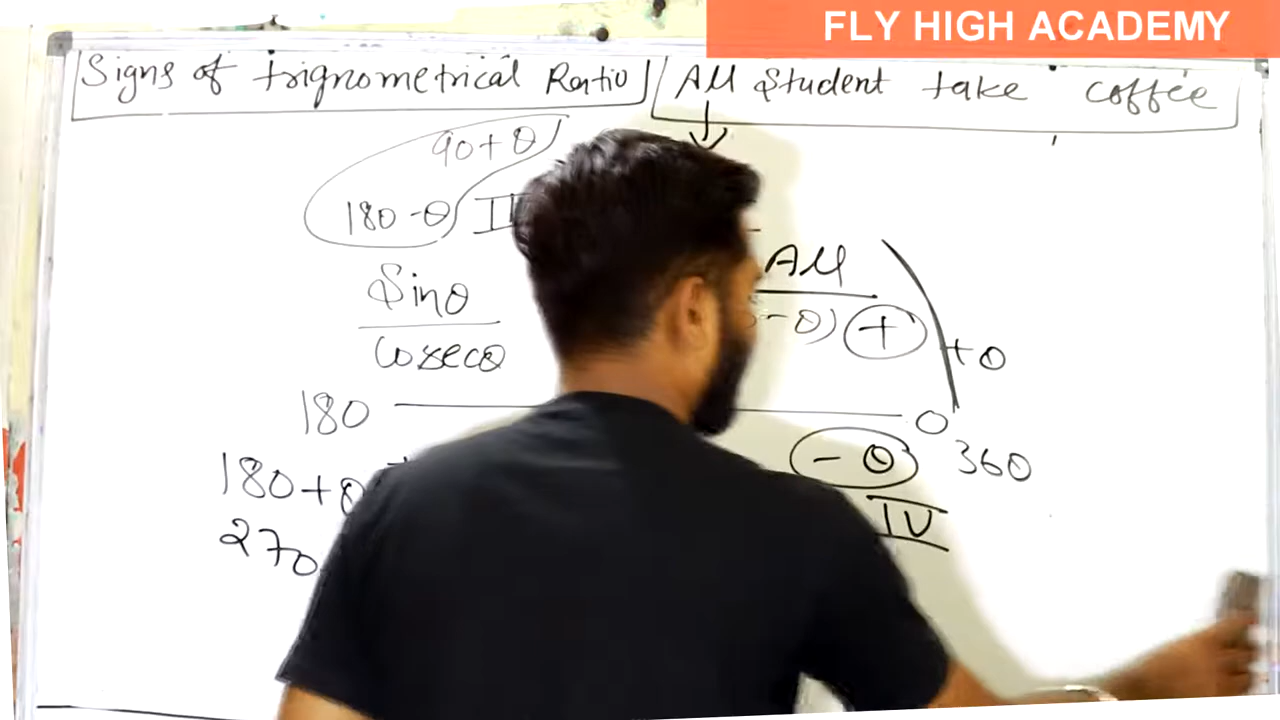 FLY HIGH ACADEMY
Signs of trignometrical Ratio All Student take coffee
90+θ
180-θ II
All
Sinθ
-θ) +
cosecθ
+θ
180 0
-θ 360
180+θ
IV
270